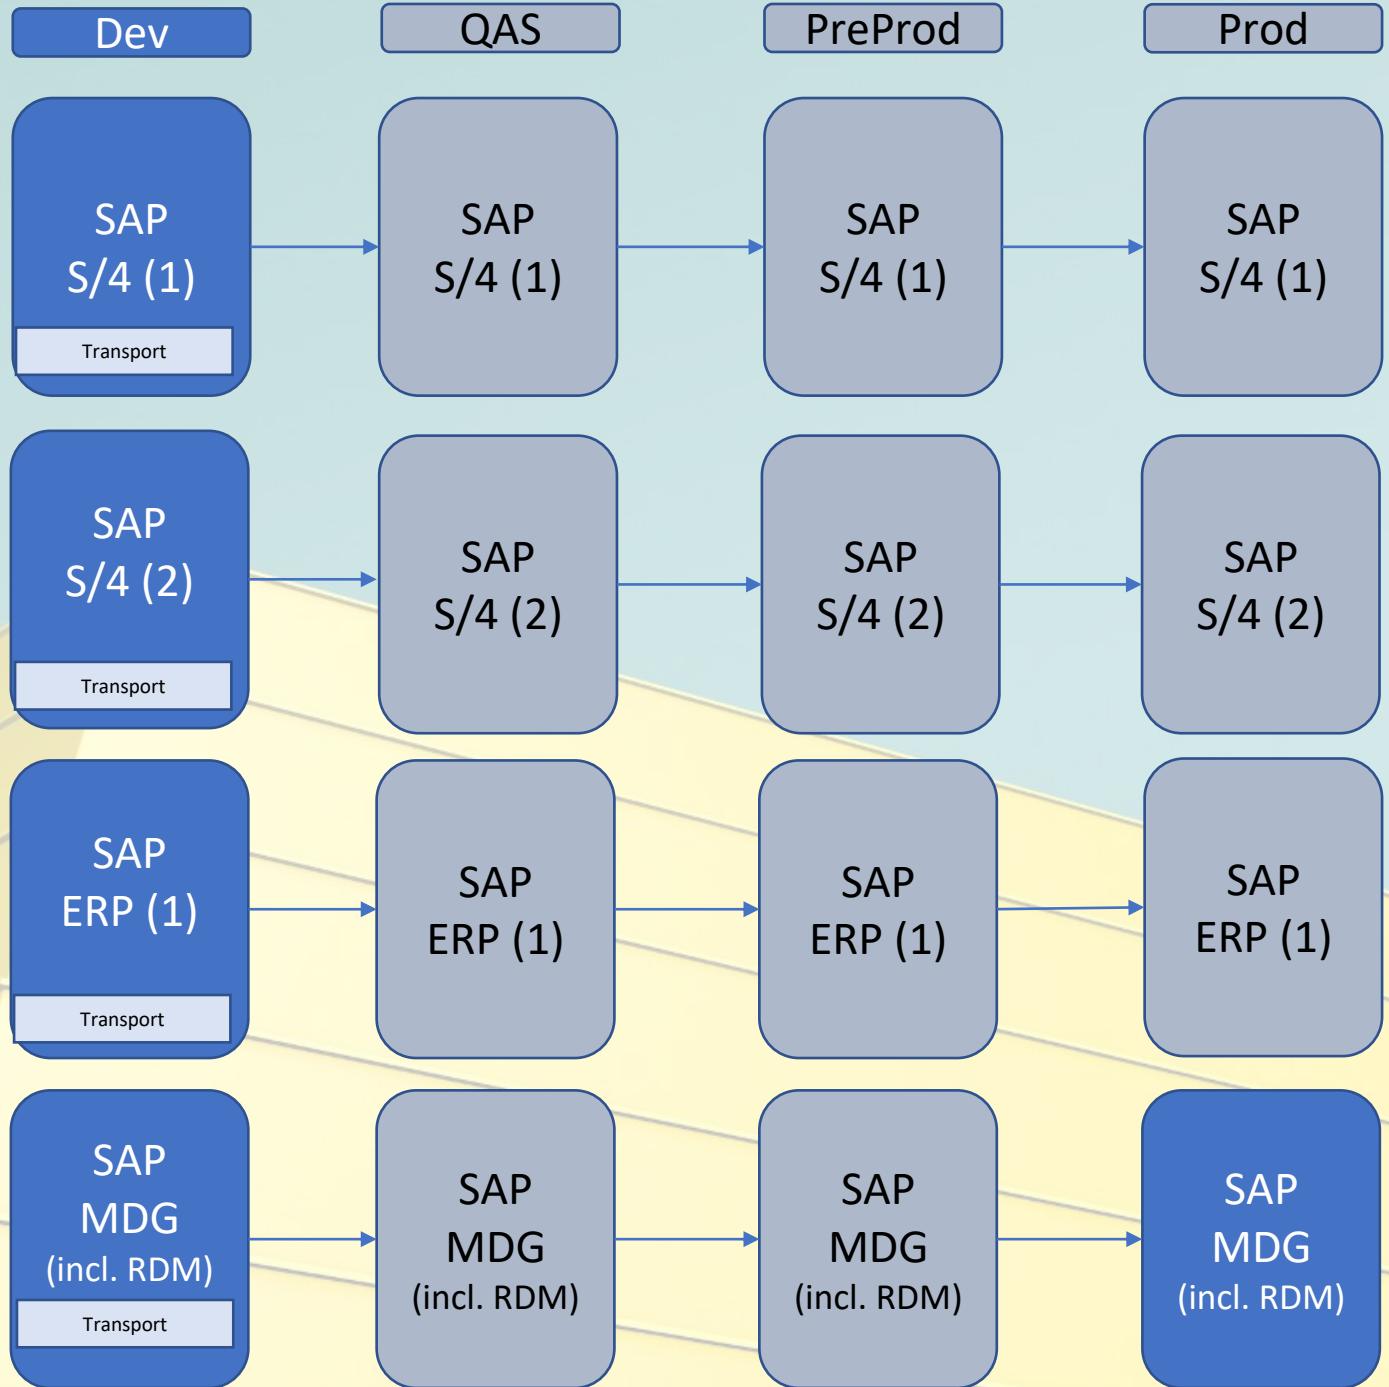 Dev
QAS
PreProd
Prod
SAP
S/4 (1)
Transport
SAP
S/4 (1)
SAP
S/4 (1)
SAP
S/4 (1)
SAP
S/4 (2)
Transport
SAP
S/4 (2)
SAP
S/4 (2)
SAP
S/4 (2)
SAP
ERP (1)
Transport
SAP
ERP (1)
SAP
ERP (1)
SAP
ERP (1)
SAP
MDG
(incl. RDM)
Transport
SAP
MDG
(incl. RDM)
SAP
MDG
(incl. RDM)
SAP
MDG
(incl. RDM)